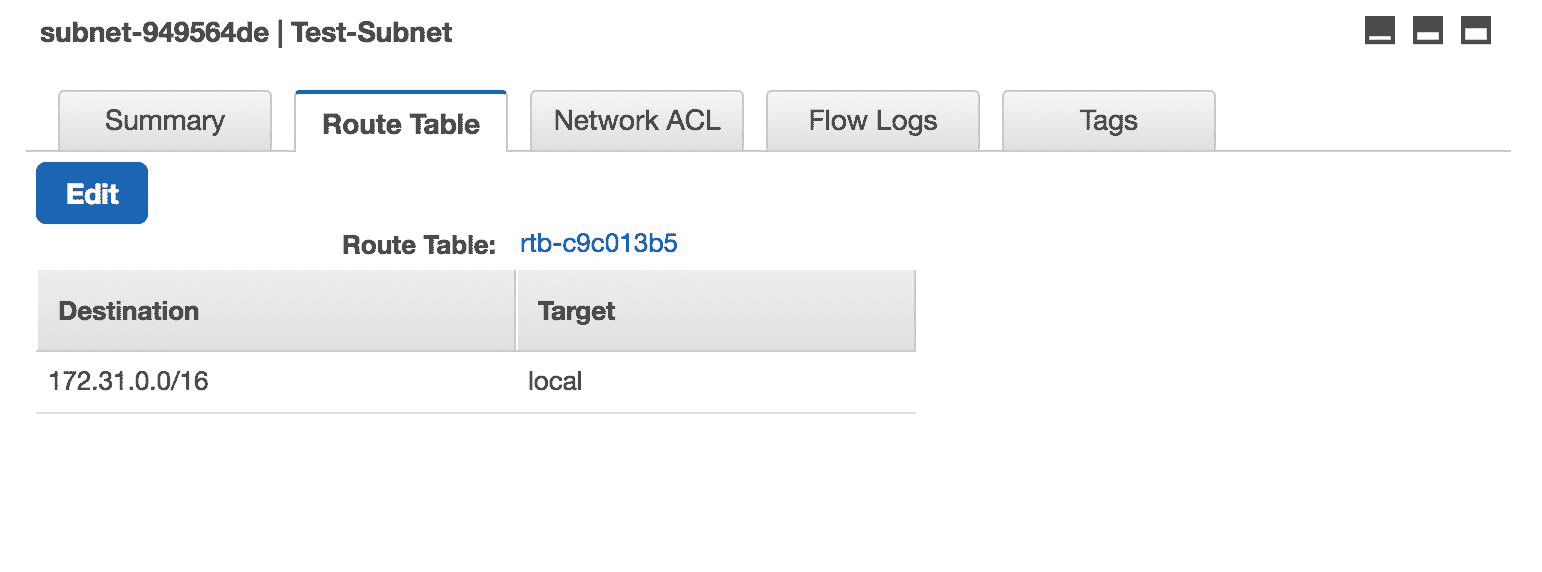 subnet-949564de | Test-Subnet
Summary Route Table Network ACL Flow Logs Tags
Edit
Route Table: rtb-c9c013b5
Destination Target
172.31.0.0/16 local